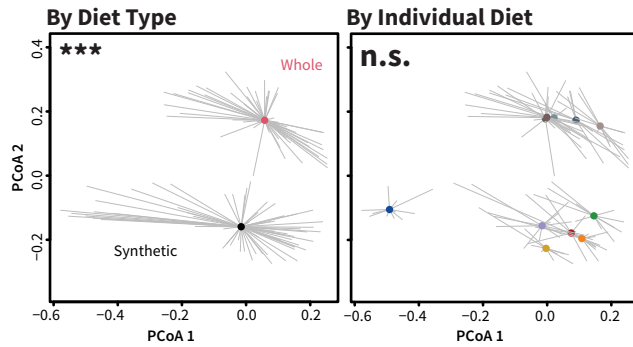 By Diet Type
By Individual Diet
***
n.s.
Whole
Synthetic
PCoA 2
0.4
0.2
0.0
−0.2
−0.6 −0.4 −0.2 0.0 0.2
−0.6 −0.4 −0.2 0.0 0.2
PCoA 1
PCoA 1